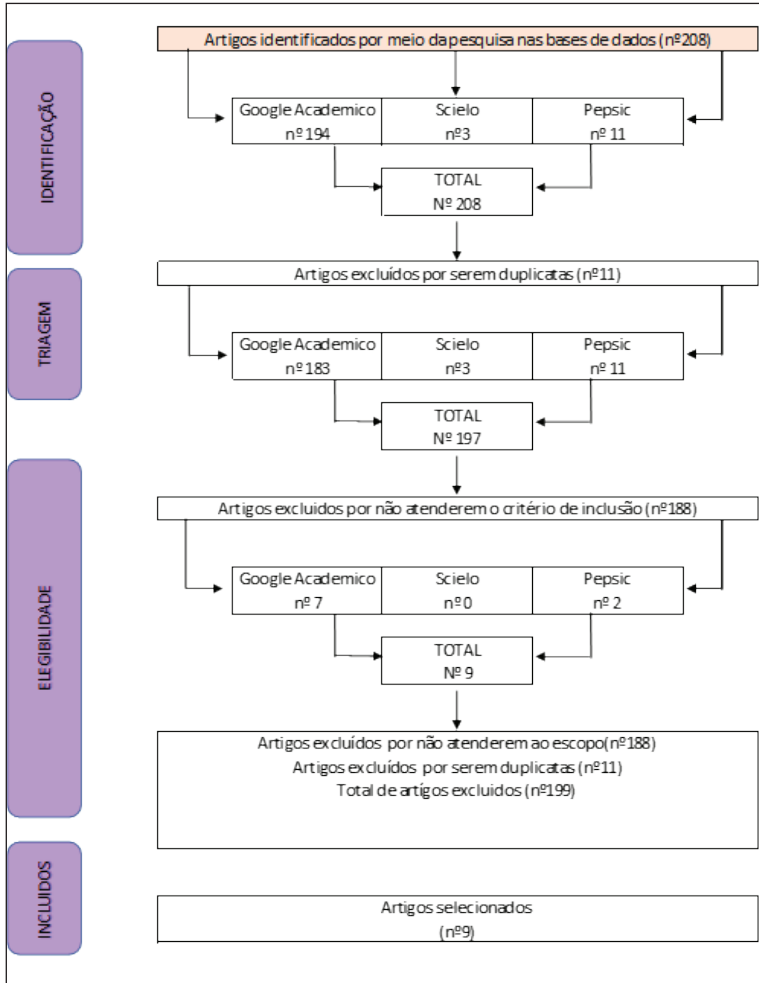 Artigos identificados por meio da pesquisa nas bases de dados (nº208)
IDENTIFICAÇÃO
Google Academico
nº 194
Scielo
nº3
Pepsic
nº 11
TOTAL
Nº 208
Artigos excluídos por serem duplicatas (nº11)
TRIAGEM
Google Academico
nº 183
Scielo
nº3
Pepsic
nº 11
TOTAL
Nº 197
Artigos excluidos por não atenderem o critério de inclusão (nº188)
ELEGIBILIDADE
Google Academico
nº 7
Scielo
nº0
Pepsic
nº 2
TOTAL
Nº 9
Artigos excluídos por não atenderem ao escopo(nº188)
Artigos excluídos por serem duplicatas (nº11)
Total de artígos excluidos (nº199)
INCLUIDOS
Artigos selecionados
(nº9)